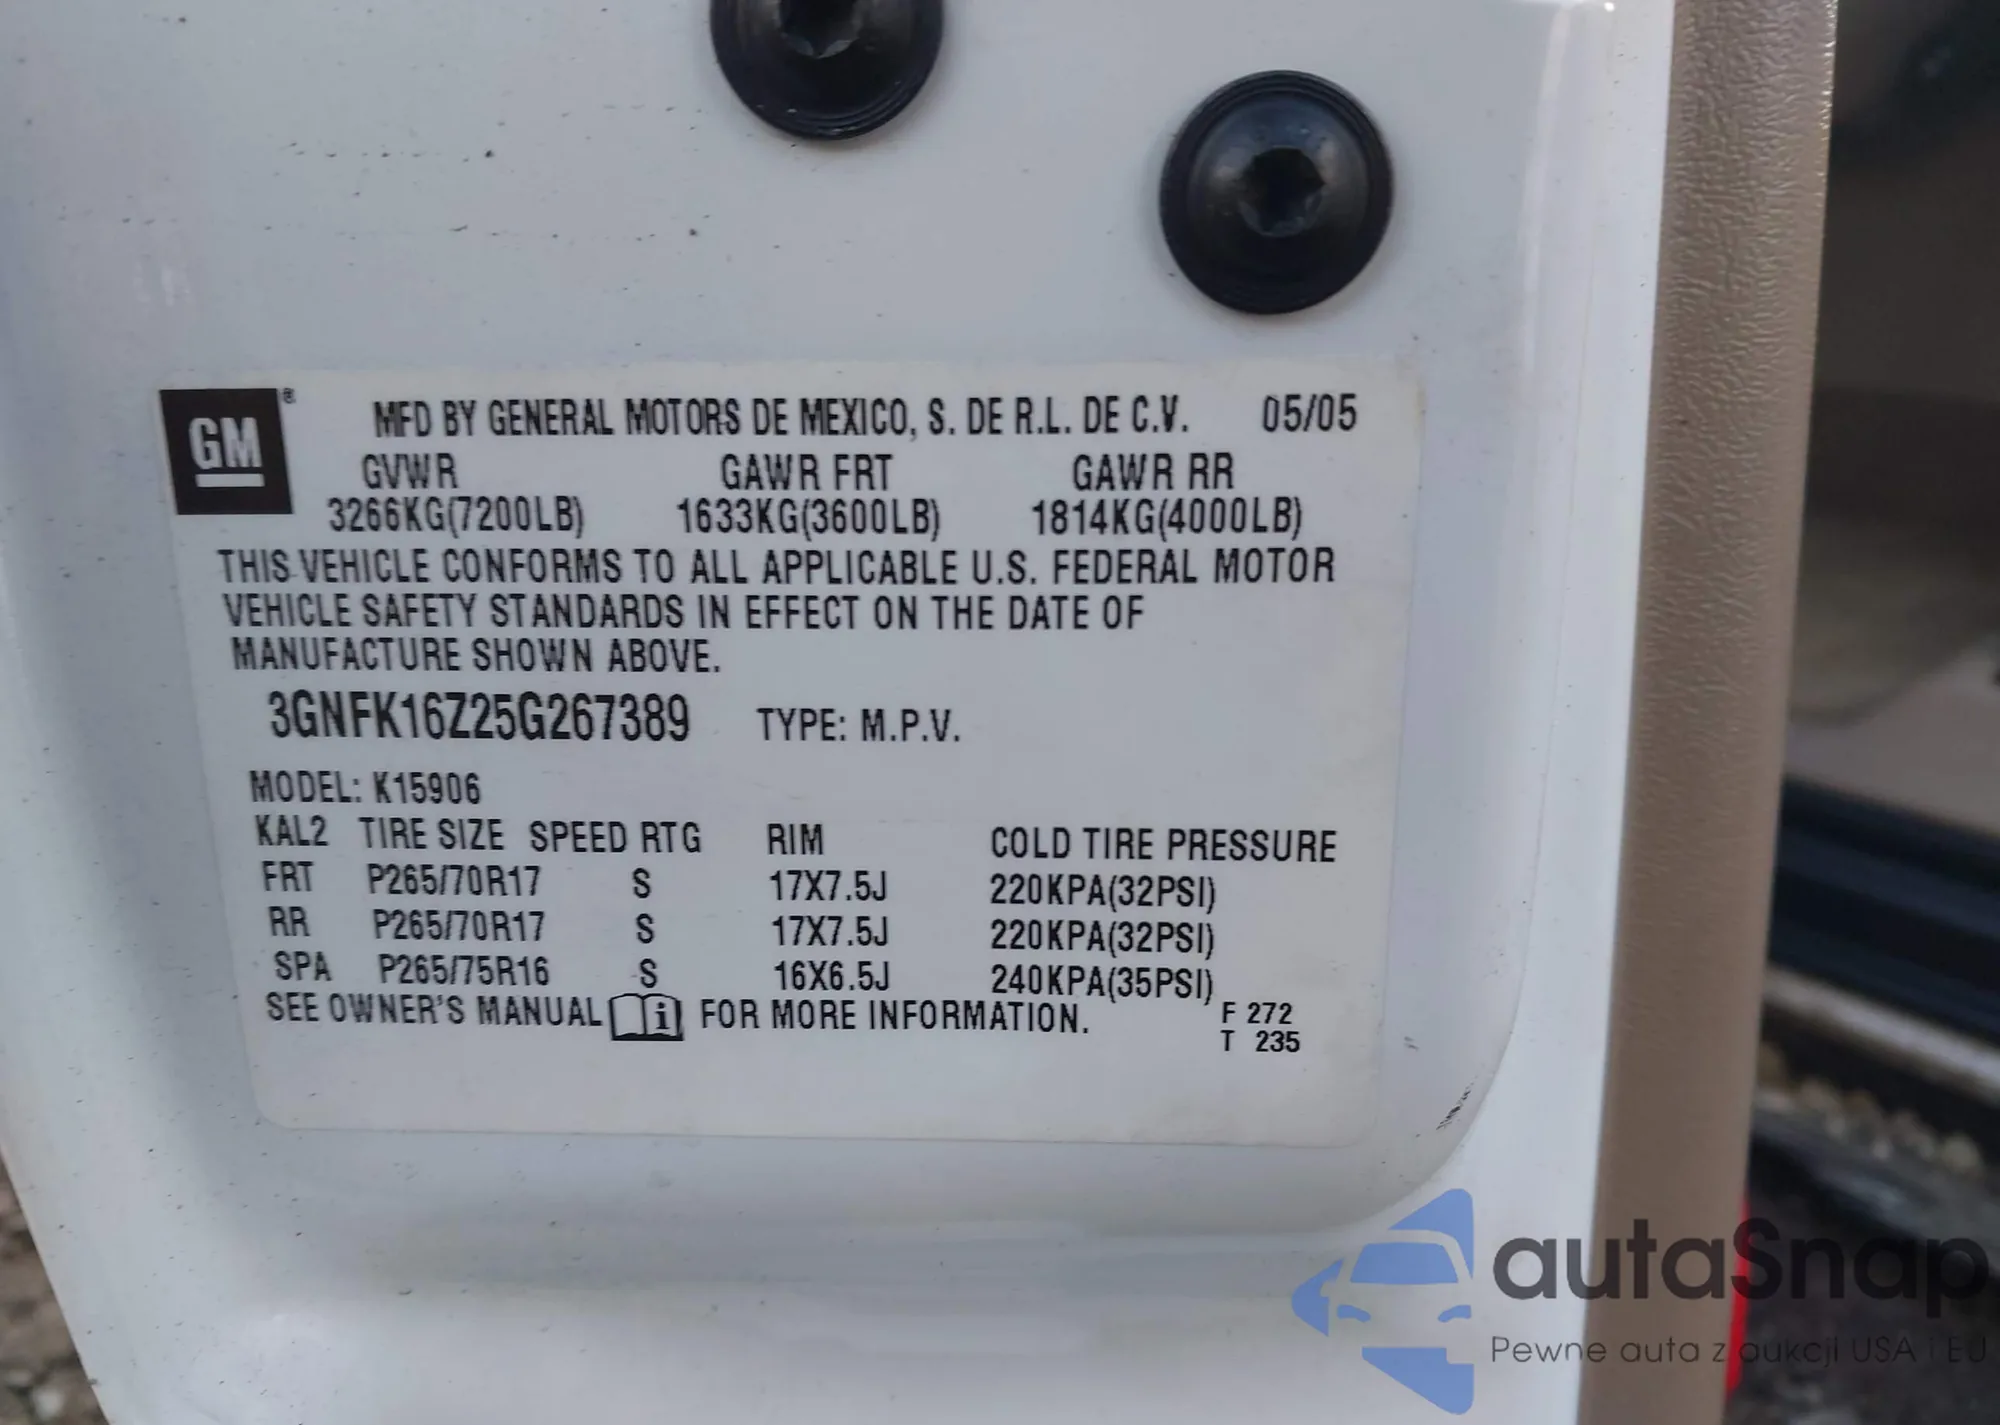 GM® MFD BY GENERAL MOTORS DE MEXICO, S. DE R.L. DE C.V. 05/05
GVWR GAWR FRT GAWR RR
3266KG(7200LB) 1633KG(3600LB) 1814KG(4000LB)
THIS VEHICLE CONFORMS TO ALL APPLICABLE U.S. FEDERAL MOTOR
VEHICLE SAFETY STANDARDS IN EFFECT ON THE DATE OF
MANUFACTURE SHOWN ABOVE.
3GNFK16Z25G267389 TYPE: M.P.V.
MODEL: K15906
KAL2 TIRE SIZE SPEED RTG RIM COLD TIRE PRESSURE
FRT P265/70R17 S 17X7.5J 220KPA(32PSI)
RR P265/70R17 S 17X7.5J 220KPA(32PSI)
SPA P265/75R16 S 16X6.5J 240KPA(35PSI)
SEE OWNER'S MANUAL i FOR MORE INFORMATION.
F 272
T 235
autaSnap
Pewne auta z aukcji USA i EU